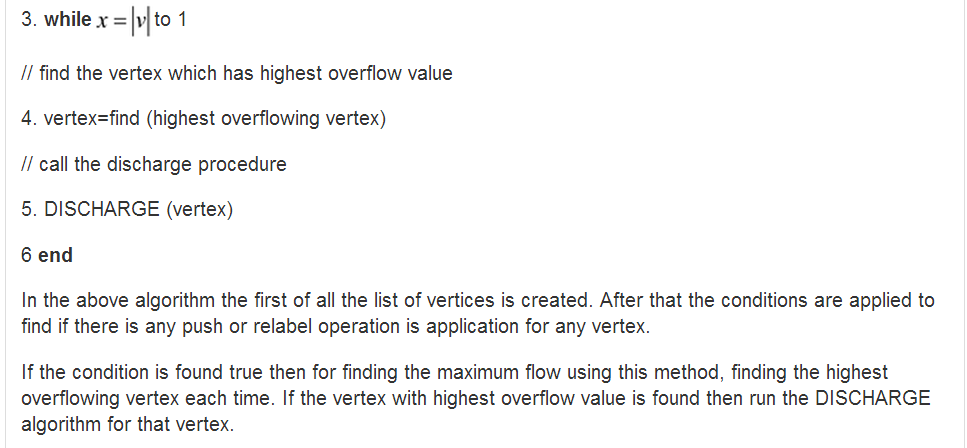 3. while x = |v| to 1
// find the vertex which has highest overflow value
4. vertex=find (highest overflowing vertex)
// call the discharge procedure
5. DISCHARGE (vertex)
6 end
In the above algorithm the first of all the list of vertices is created. After that the conditions are applied to
find if there is any push or relabel operation is application for any vertex.
If the condition is found true then for finding the maximum flow using this method, finding the highest
overflowing vertex each time. If the vertex with highest overflow value is found then run the DISCHARGE
algorithm for that vertex.